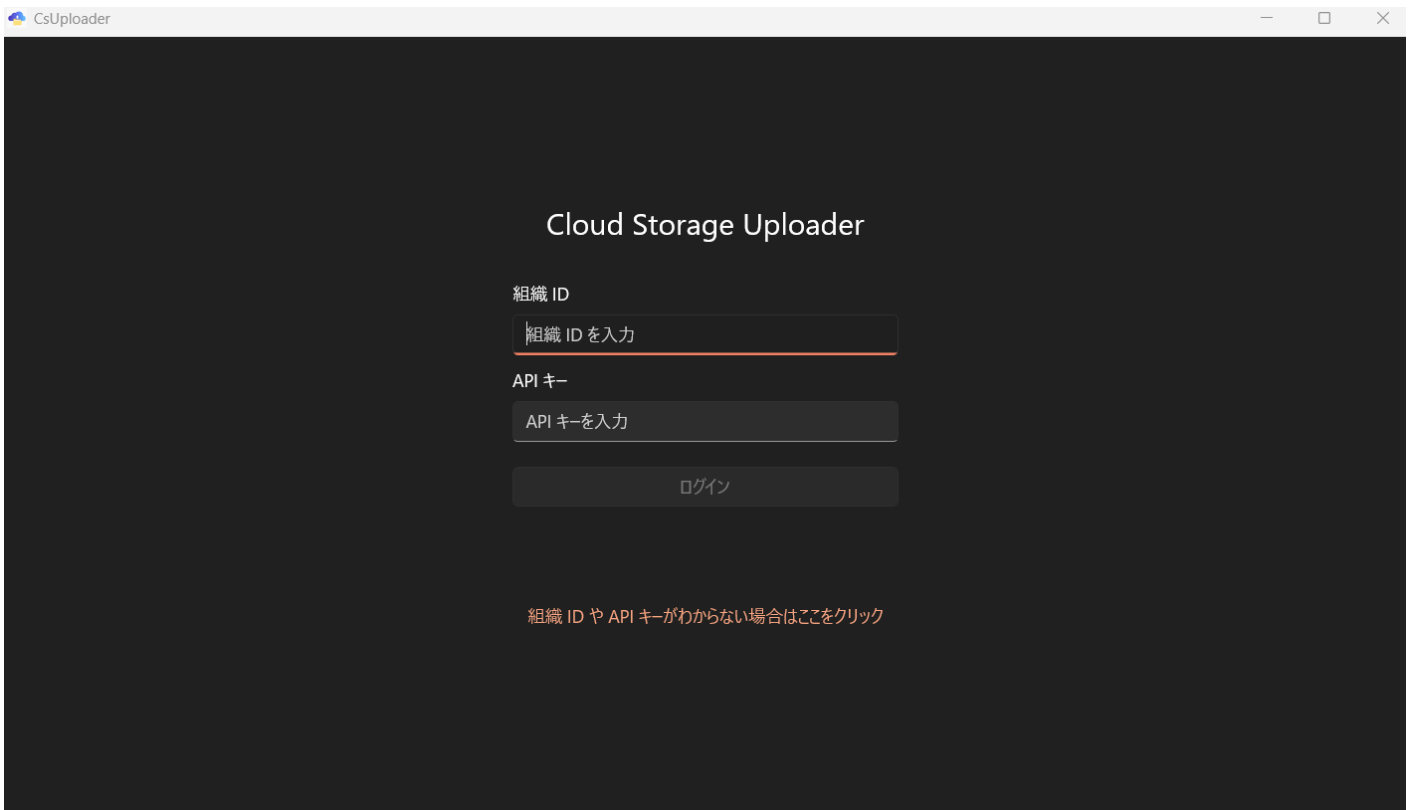 CsUploader
Cloud Storage Uploader
組織 ID
組織 ID を入力
API キー
API キーを入力
ログイン
組織 ID や API キーがわからない場合はここをクリック